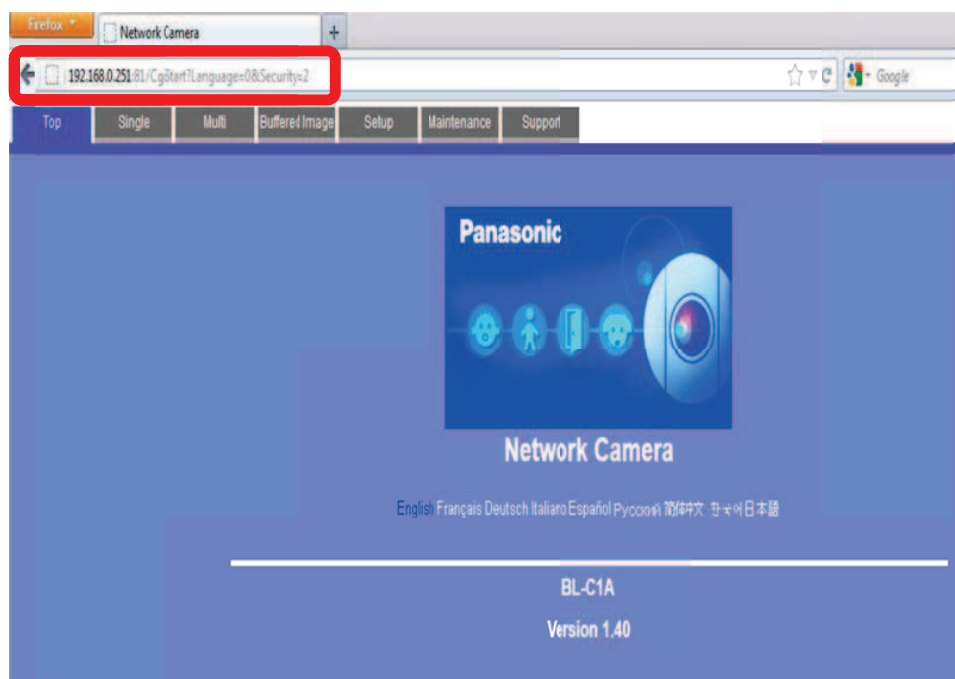 Firefox
Network Camera
+
192.168.0.251:81/CgiStart?Language=0&Security=2
Google
Top Single Multi Buffered Image Setup Maintenance Support
Panasonic
Network Camera
English Français Deutsch Italiano Español Русский 简体中文 한국어 日本語
BL-C1A
Version 1.40